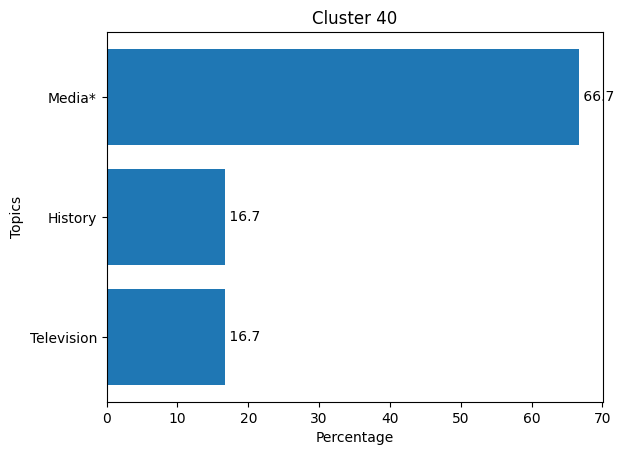 Cluster 40
Topics
Media*
66.7
History
16.7
Television
16.7
0 10 20 30 40 50 60 70
Percentage